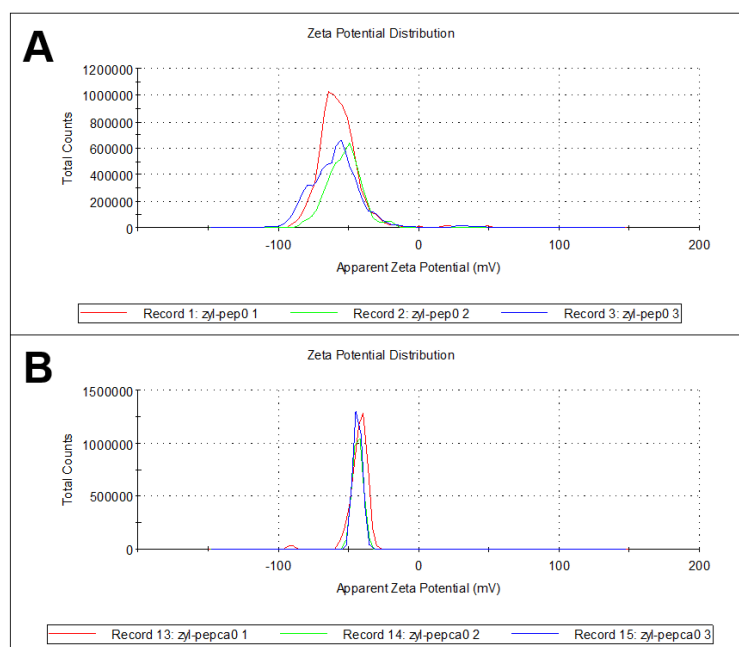 A
Zeta Potential Distribution
1200000
1000000
800000
600000
400000
200000
0
Total Counts
-100 0 100 200
Apparent Zeta Potential (mV)
Record 1: zyl-pep0 1 Record 2: zyl-pep0 2 Record 3: zyl-pep0 3
B
Zeta Potential Distribution
1500000
1000000
500000
0
Total Counts
-100 0 100 200
Apparent Zeta Potential (mV)
Record 13: zyl-pepca0 1 Record 14: zyl-pepca0 2 Record 15: zyl-pepca0 3